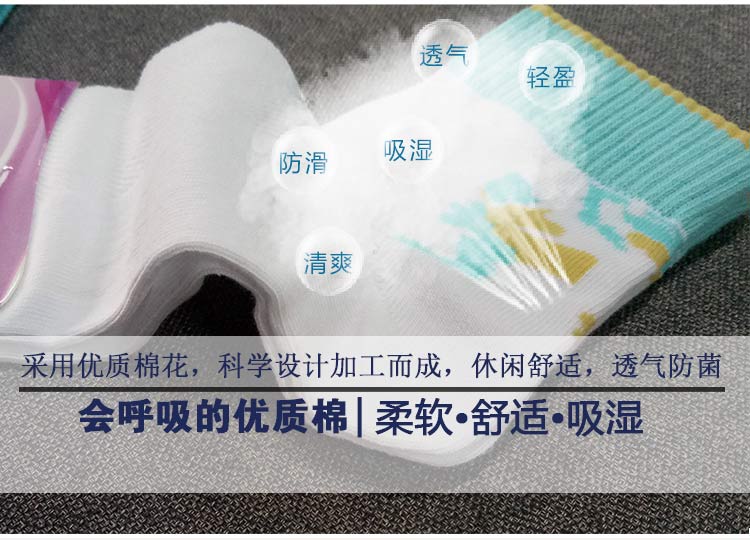 透气
轻盈
吸湿
防滑
清爽
采用优质棉花，科学设计加工而成，休闲舒适，透气防菌
会呼吸的优质棉|柔软•舒适•吸湿